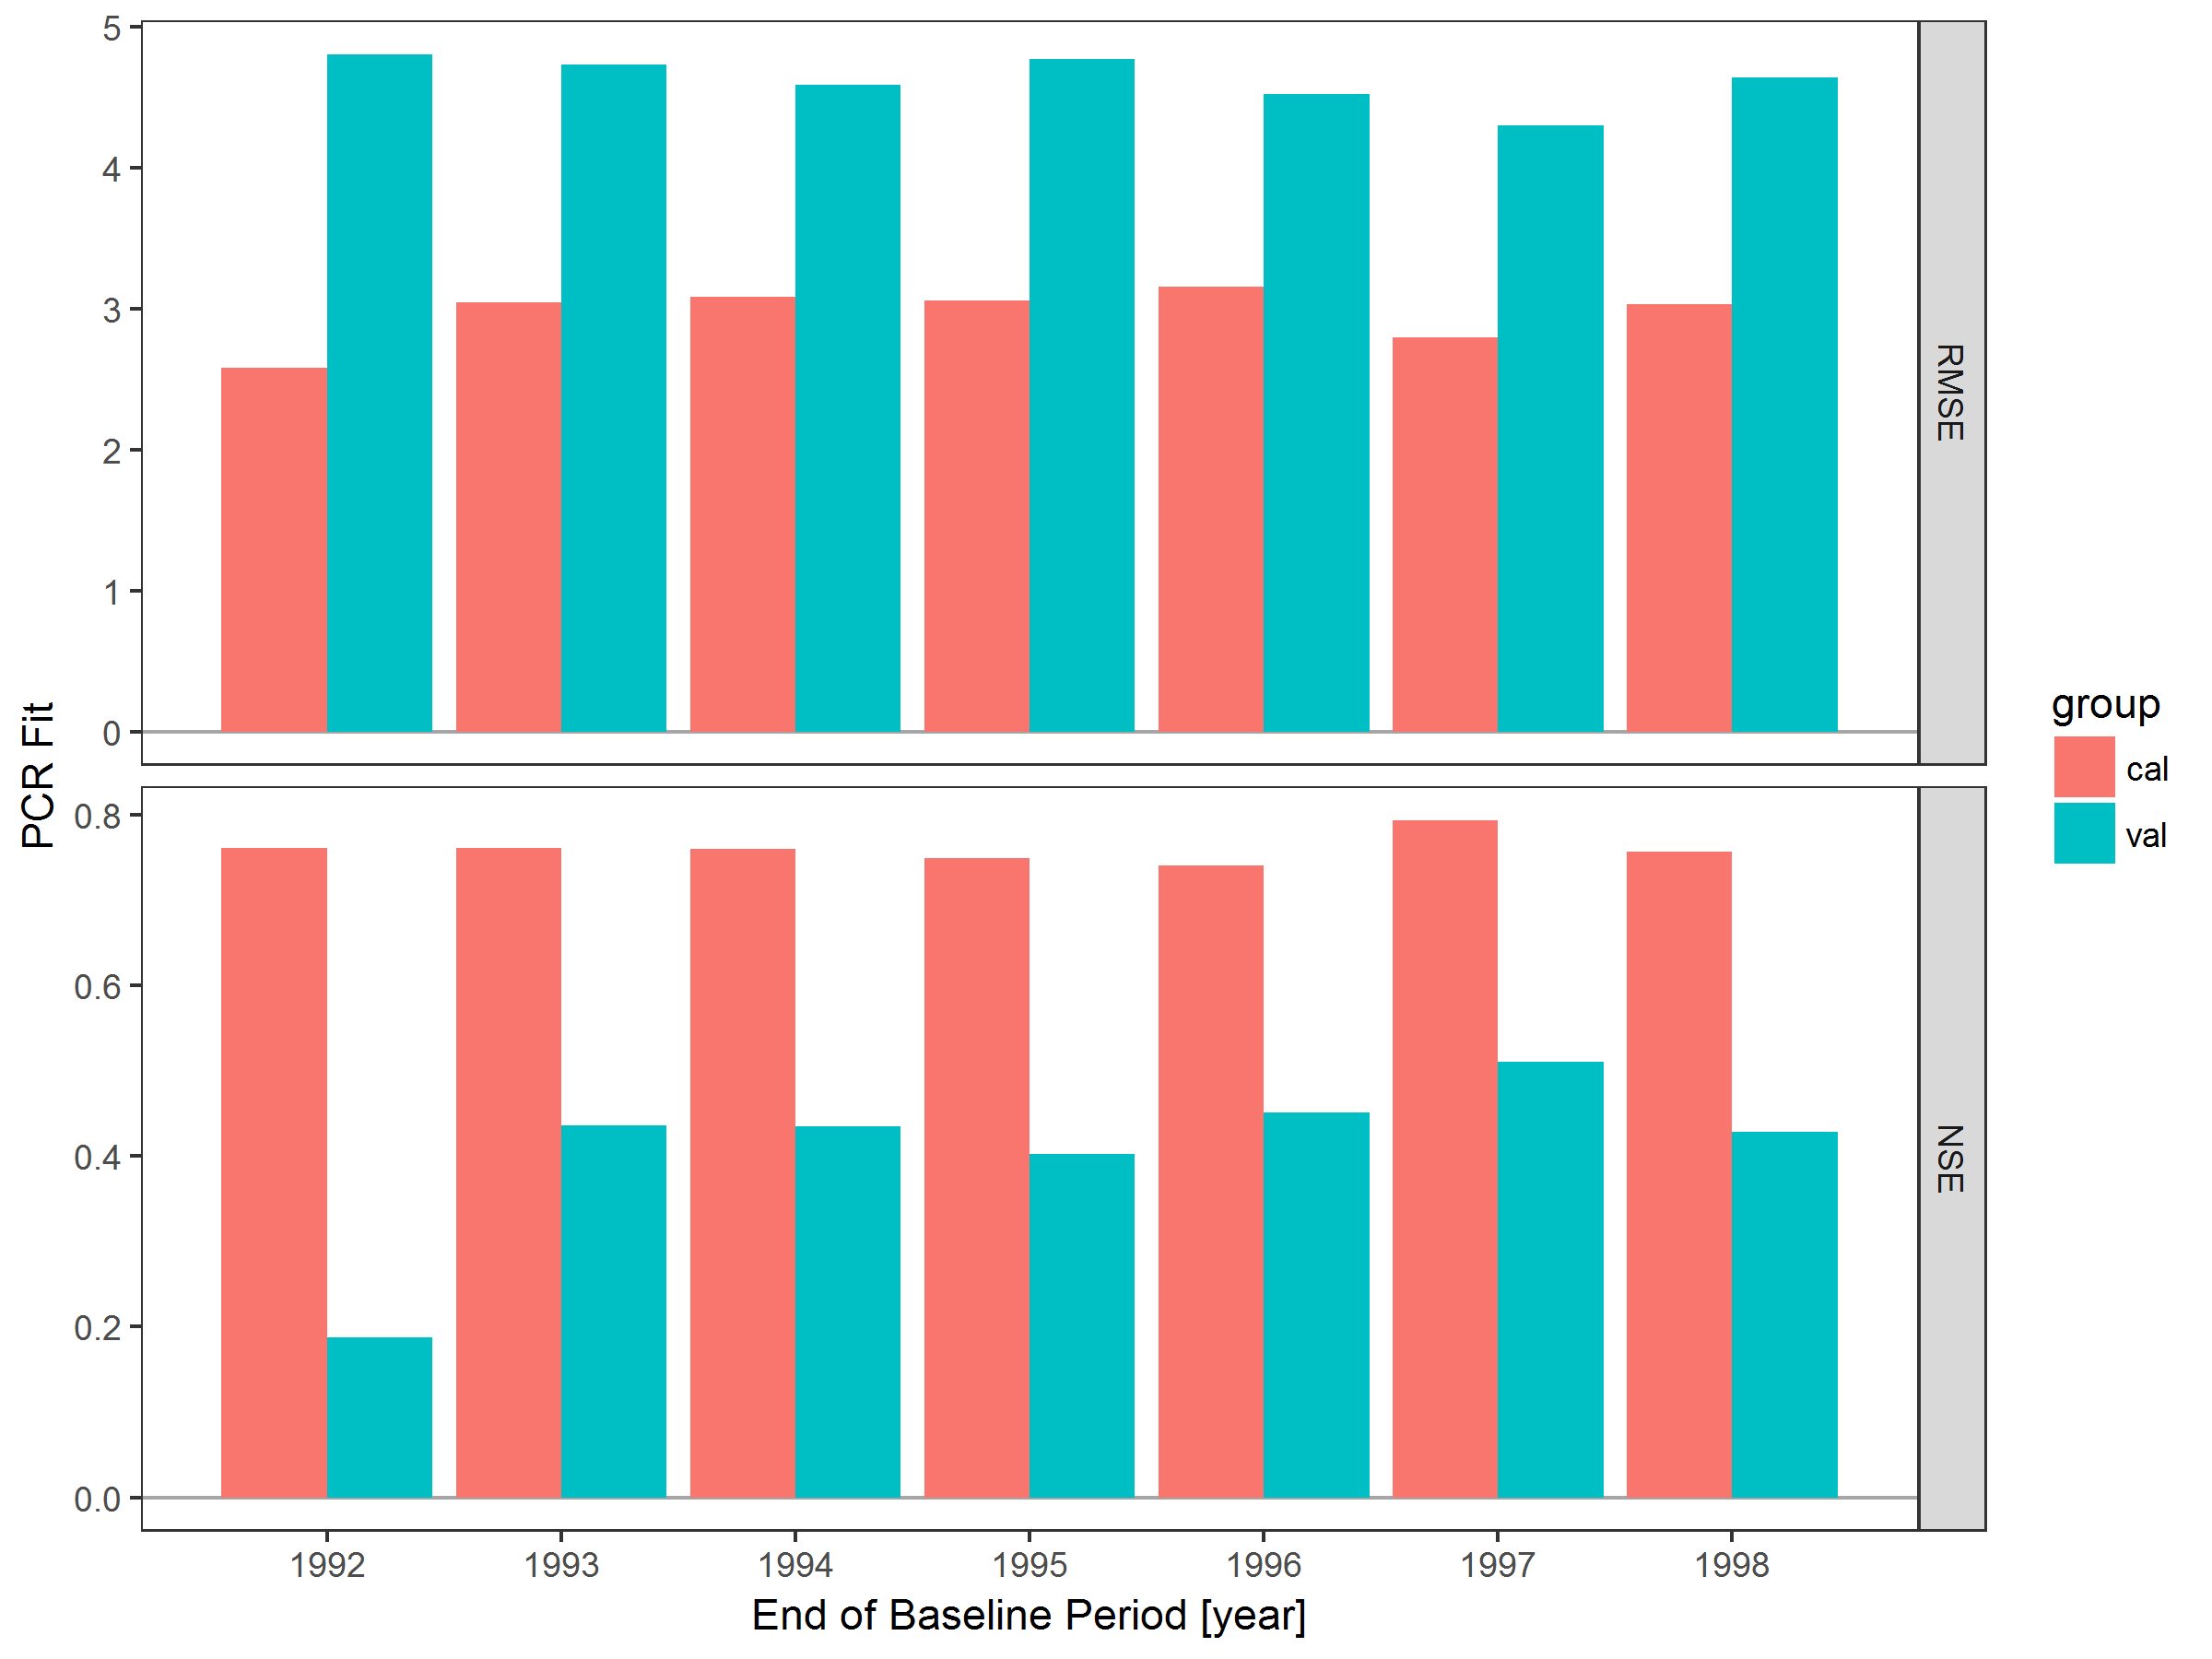 5
4
3
2
1
0
RMSE
PCR Fit
0.8
0.6
0.4
0.2
0.0
NSE
1992 1993 1994 1995 1996 1997 1998
End of Baseline Period [year]
group
cal
val